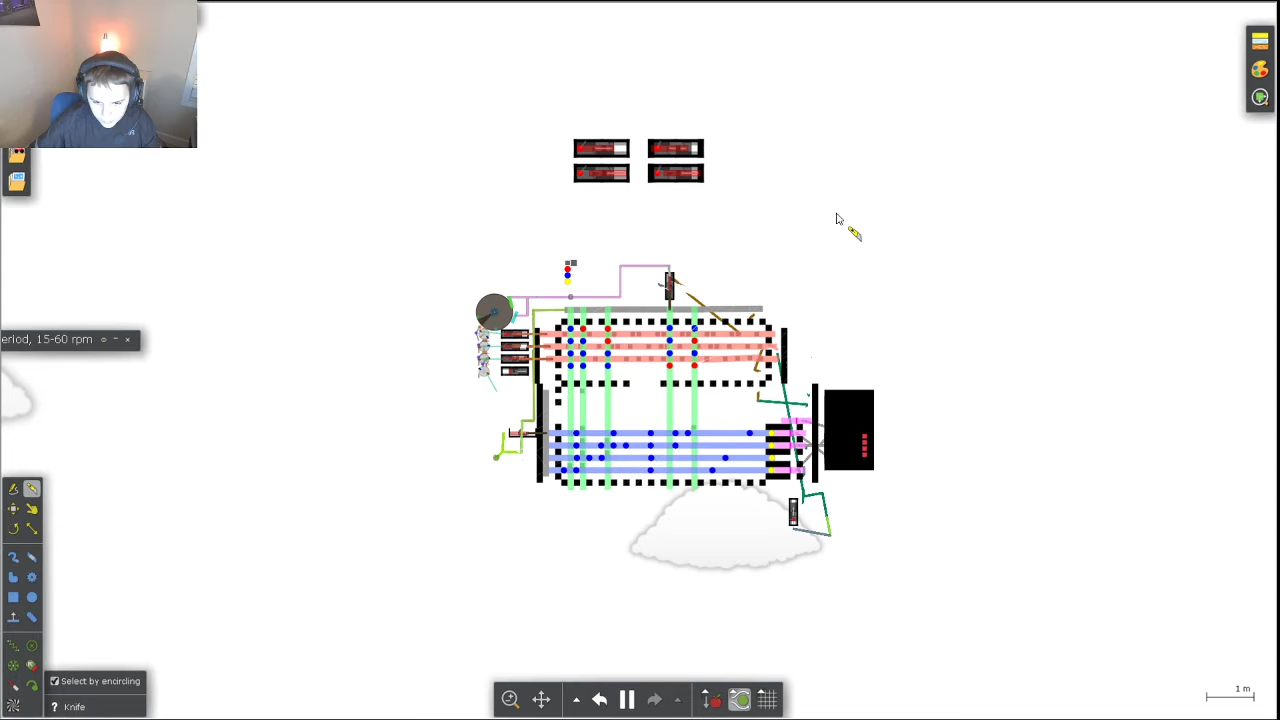 eriod, 15-60 rpm
Select by encircling
? Knife
1 m